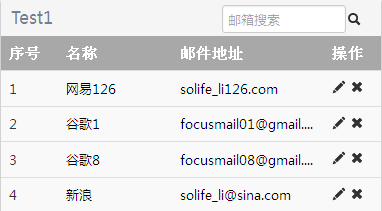 Test1 邮箱搜索
序号 名称 邮件地址 操作
1 网易126 solife_li126.com
2 谷歌1 focusmail01@gmail....
3 谷歌8 focusmail08@gmail....
4 新浪 solife_li@sina.com